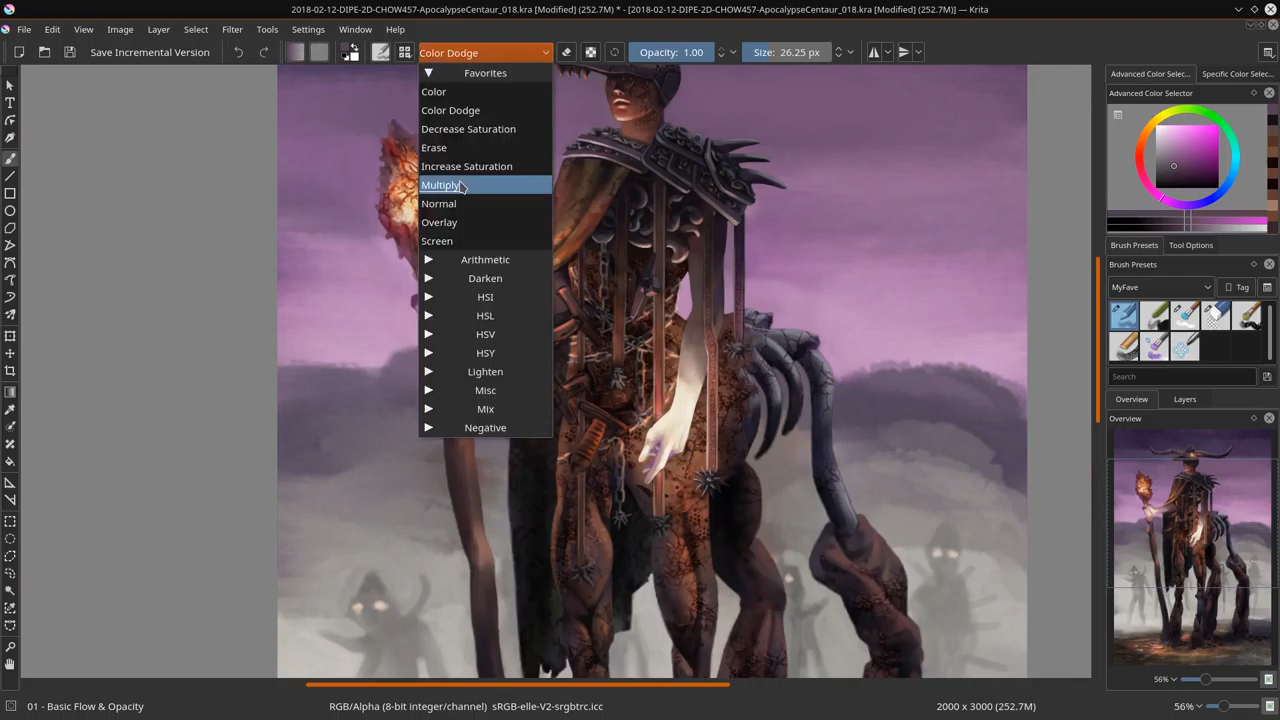 2018-02-12-DIPE-2D-CHOW457-ApocalypseCentaur_018.kra [Modified] (252.7M) * - [2018-02-12-DIPE-2D-CHOW457-ApocalypseCentaur_018.kra [Modified] (252.7M)] — Krita
File Edit View Image Layer Select Filter Tools Settings Window Help
Save Incremental Version
Color Dodge
Opacity: 1.00
Size: 26.25 px
Favorites
Color
Color Dodge
Decrease Saturation
Erase
Increase Saturation
Multiply
Normal
Overlay
Screen
Arithmetic
Darken
HSI
HSL
HSV
HSY
Lighten
Misc
Mix
Negative
Advanced Color Selec... Specific Color Selec...
Advanced Color Selector
Brush Presets Tool Options
Brush Presets
MyFave
Tag
Search
Overview Layers
Overview
56%
01 - Basic Flow & Opacity
RGB/Alpha (8-bit integer/channel) sRGB-elle-V2-srgbtrc.icc
2000 x 3000 (252.7M)
56%